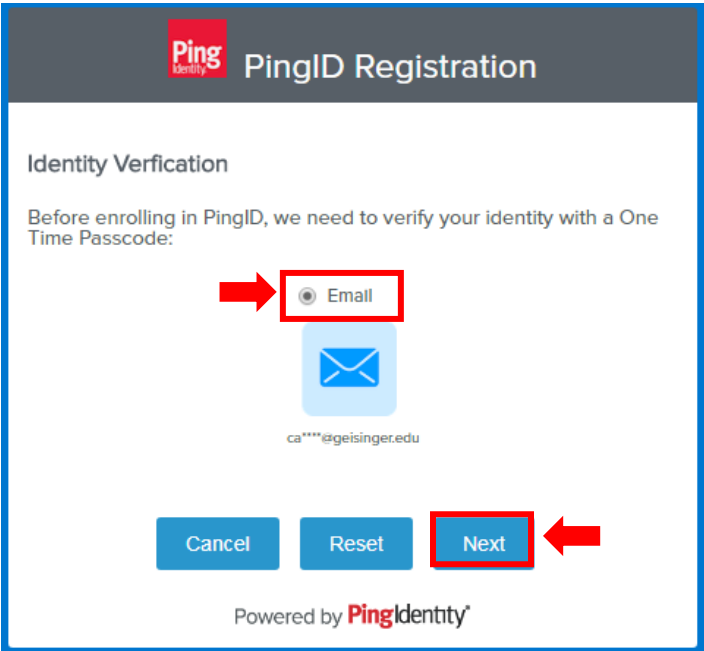 Ping
Identity.
PingID Registration
Identity Verfication
Before enrolling in PingID, we need to verify your identity with a One
Time Passcode:
Email
ca****@geisinger.edu
Cancel Reset Next
Powered by PingIdentity®